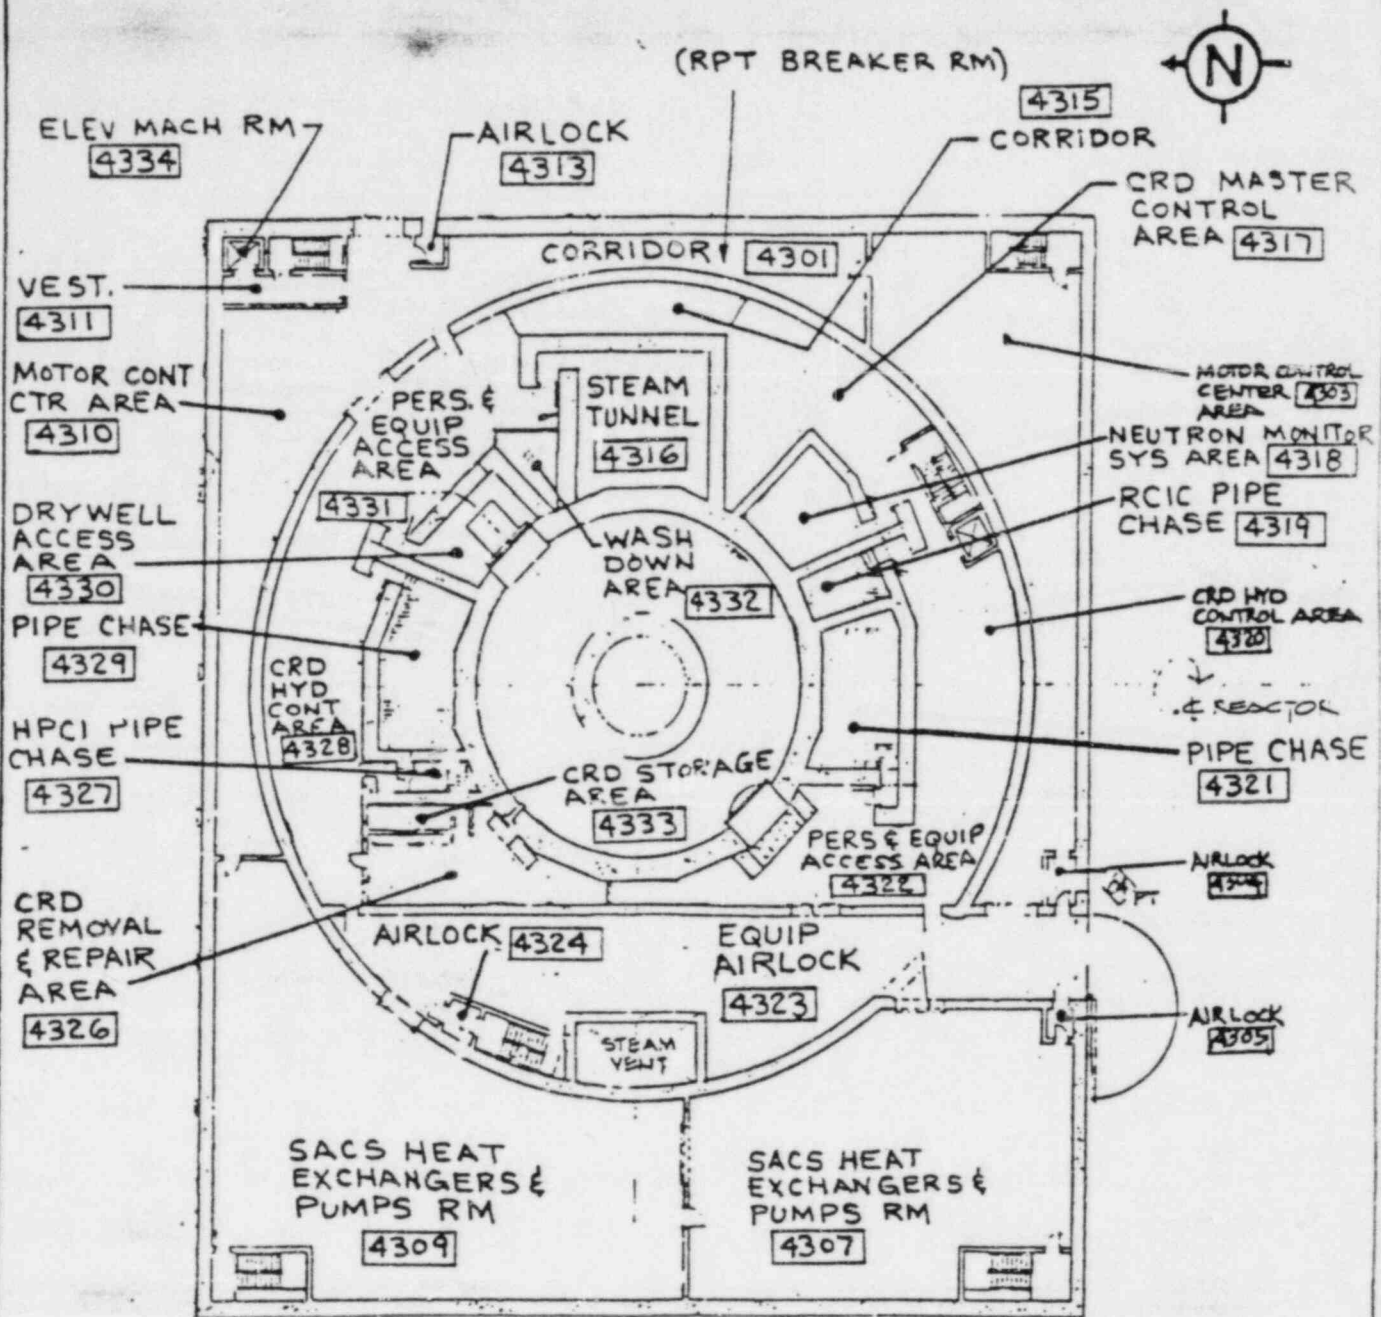 (RPT BREAKER RM)
N
4315
CORRIDOR
ELEV MACH RM
4334
AIRLOCK
4313
CRD MASTER
CONTROL
AREA 4317
CORRIDOR 4301
VEST.
4311
MOTOR CONT
CTR AREA
4310
MOTOR CONTROL
CENTER 4303
AREA
PERS. &
EQUIP
ACCESS
AREA
4331
STEAM
TUNNEL
4316
NEUTRON MONITOR
SYS AREA 4318
RCIC PIPE
CHASE 4319
DRYWELL
ACCESS
AREA
4330
WASH
DOWN
AREA 4332
CRD HYD
CONTROL AREA
4320
PIPE CHASE
4329
CRD
HYD
CONT
AREA
4328
℄ REACTOR
HPCI PIPE
CHASE
4327
PIPE CHASE
4321
CRD STORAGE
AREA
4333
PERS & EQUIP
ACCESS AREA
4322
AIRLOCK
CRD
REMOVAL
& REPAIR
AREA
4326
AIRLOCK 4324
EQUIP
AIRLOCK
4323
AIRLOCK
4305
STEAM
VENT
SACS HEAT
EXCHANGERS &
PUMPS RM
4309
SACS HEAT
EXCHANGERS &
PUMPS RM
4307